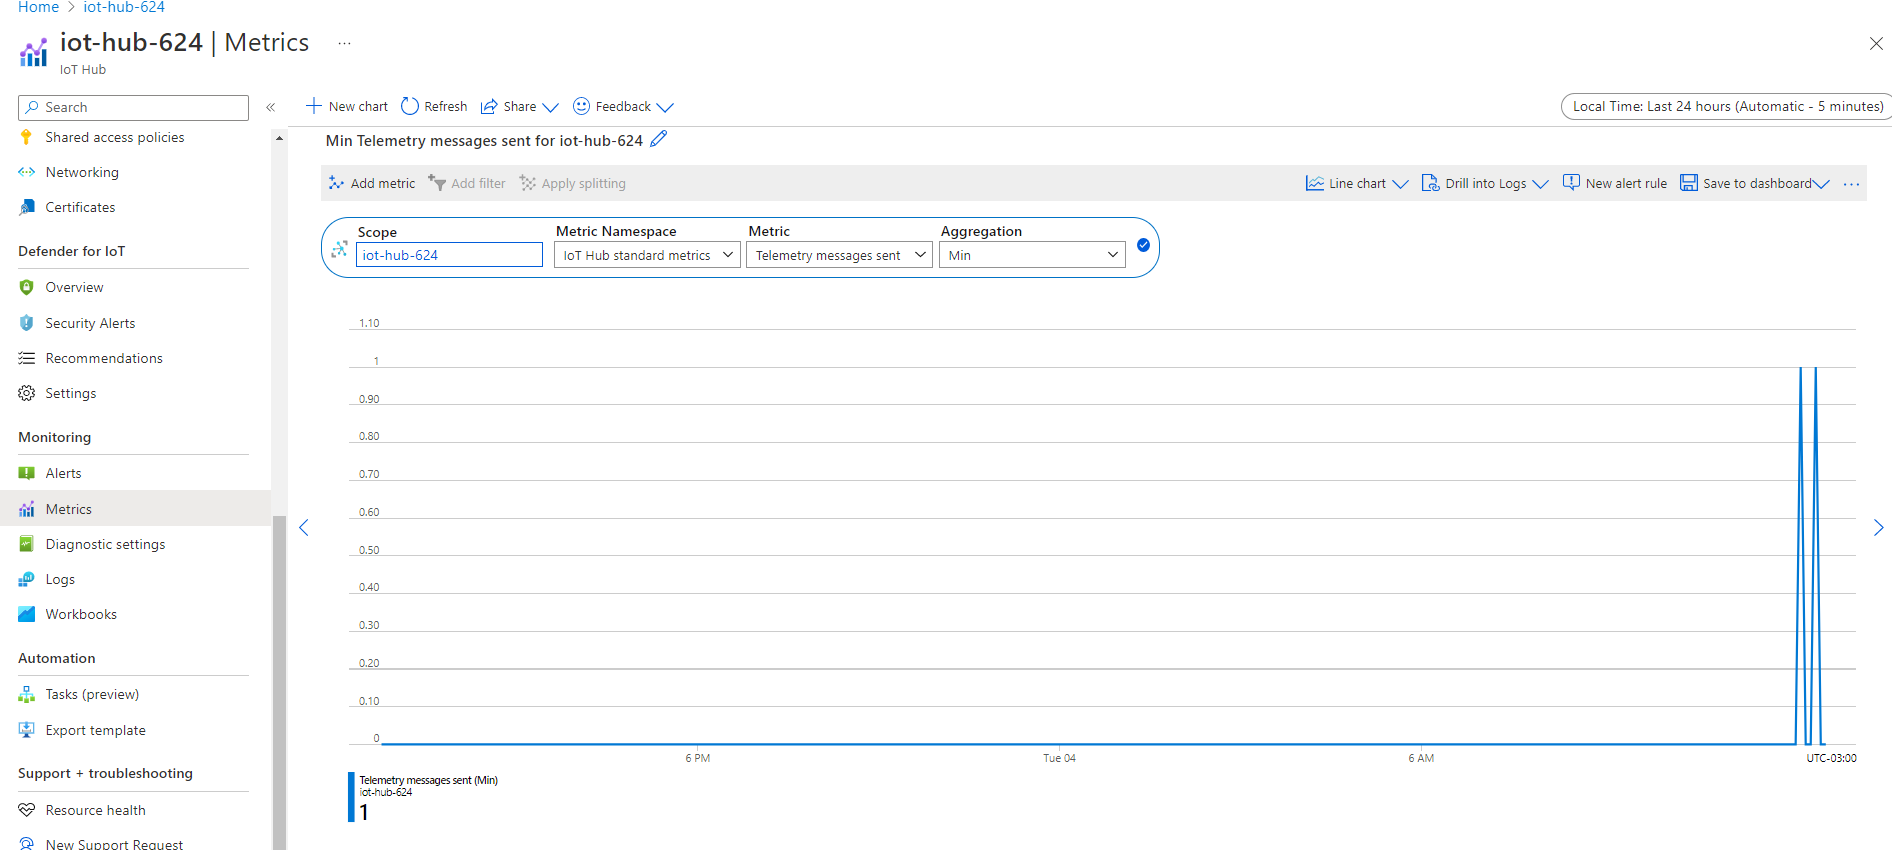 Home > iot-hub-624
iot-hub-624 | Metrics ...
IoT Hub
Search
«
New chart
Refresh
Share
Feedback
Local Time: Last 24 hours (Automatic - 5 minutes)
Shared access policies
Networking
Certificates
Defender for IoT
Overview
Security Alerts
Recommendations
Settings
Monitoring
Alerts
Metrics
Diagnostic settings
Logs
Workbooks
Automation
Tasks (preview)
Export template
Support + troubleshooting
Resource health
New Support Request
Min Telemetry messages sent for iot-hub-624
Add metric
Add filter
Apply splitting
Line chart
Drill into Logs
New alert rule
Save to dashboard
...
Scope
iot-hub-624
Metric Namespace
IoT Hub standard metrics
Metric
Telemetry messages sent
Aggregation
Min
1.10
1
0.90
0.80
0.70
0.60
0.50
0.40
0.30
0.20
0.10
0
6 PM
Tue 04
6 AM
UTC-03:00
Telemetry messages sent (Min)
iot-hub-624
1